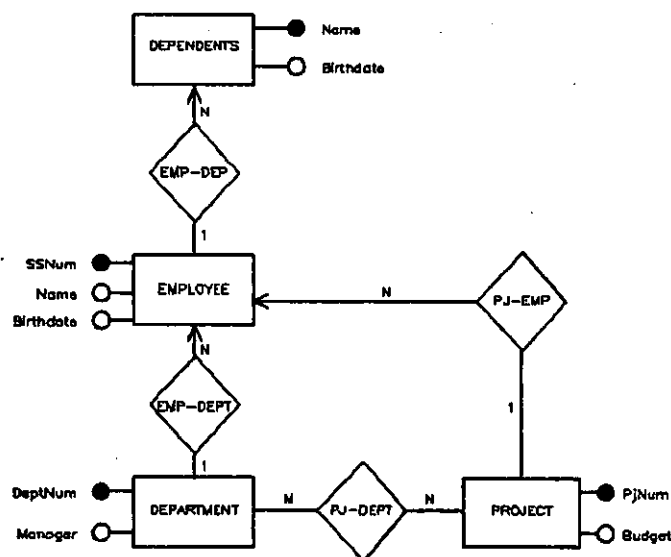 Name
DEPENDENTS
Birthdate
N
EMP-DEP
1
SSNum
Name
EMPLOYEE
Birthdate
N
PJ-EMP
N
EMP-DEPT
1
1
DeptNum
DEPARTMENT
Manager
M
PJ-DEPT
N
PROJECT
PjNum
Budget